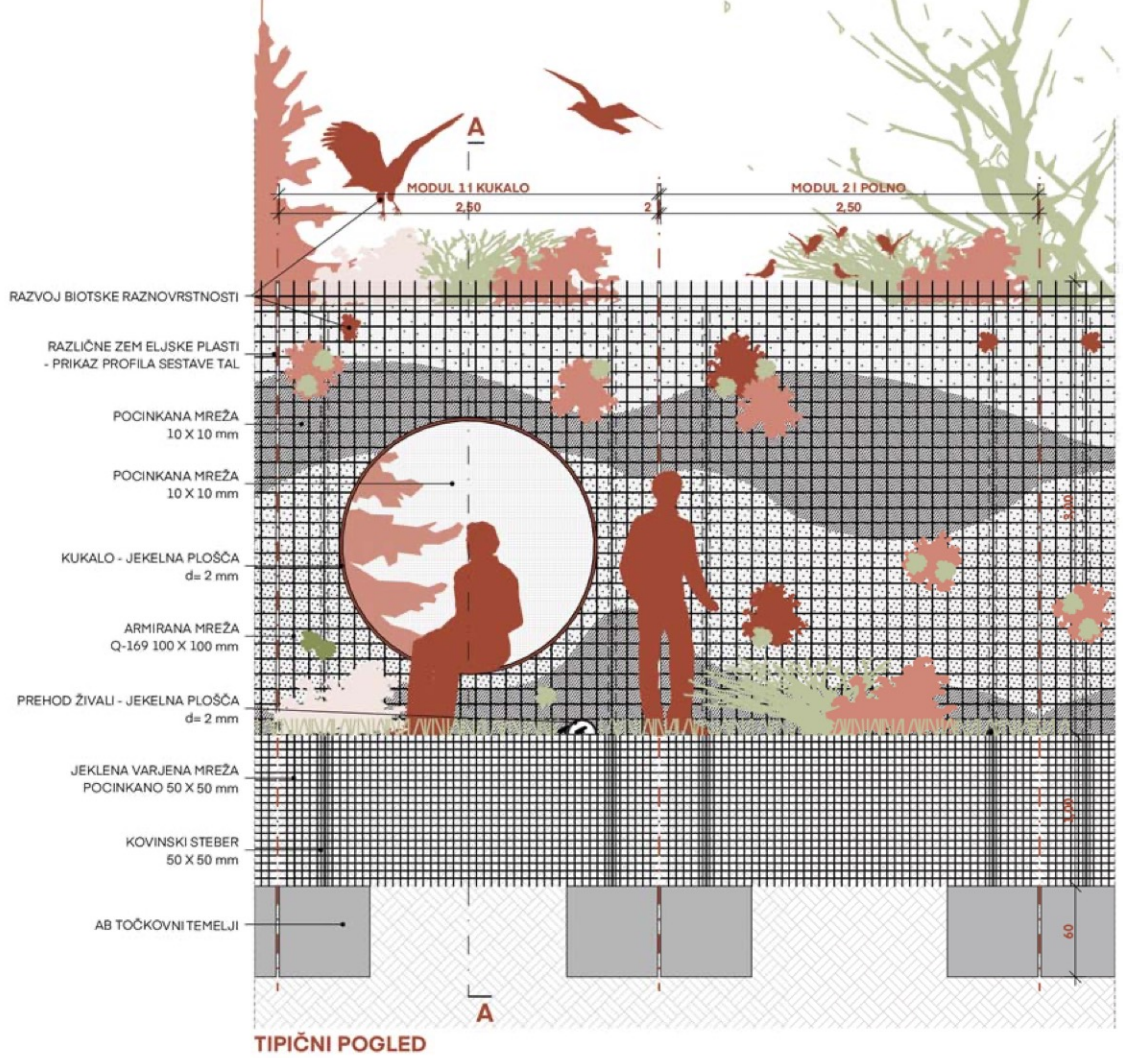 A
MODUL 1 I KUKALO
MODUL 2 I POLNO
2,50
2
2,50
RAZVOJ BIOTSKE RAZNOVRSTNOSTI
RAZLIČNE ZEM ELJSKE PLASTI
- PRIKAZ PROFILA SESTAVE TAL
POCINKANA MREŽA
10 X 10 mm
POCINKANA MREŽA
10 X 10 mm
KUKALO - JEKELNA PLOŠČA
d= 2 mm
ARMIRANA MREŽA
Q-169 100 X 100 mm
PREHOD ŽIVALI - JEKELNA PLOŠČA
d= 2 mm
JEKLENA VARJENA MREŽA
POCINKANO 50 X 50 mm
KOVINSKI STEBER
50 X 50 mm
AB TOČKOVNI TEMELJI
60
A
TIPIČNI POGLED